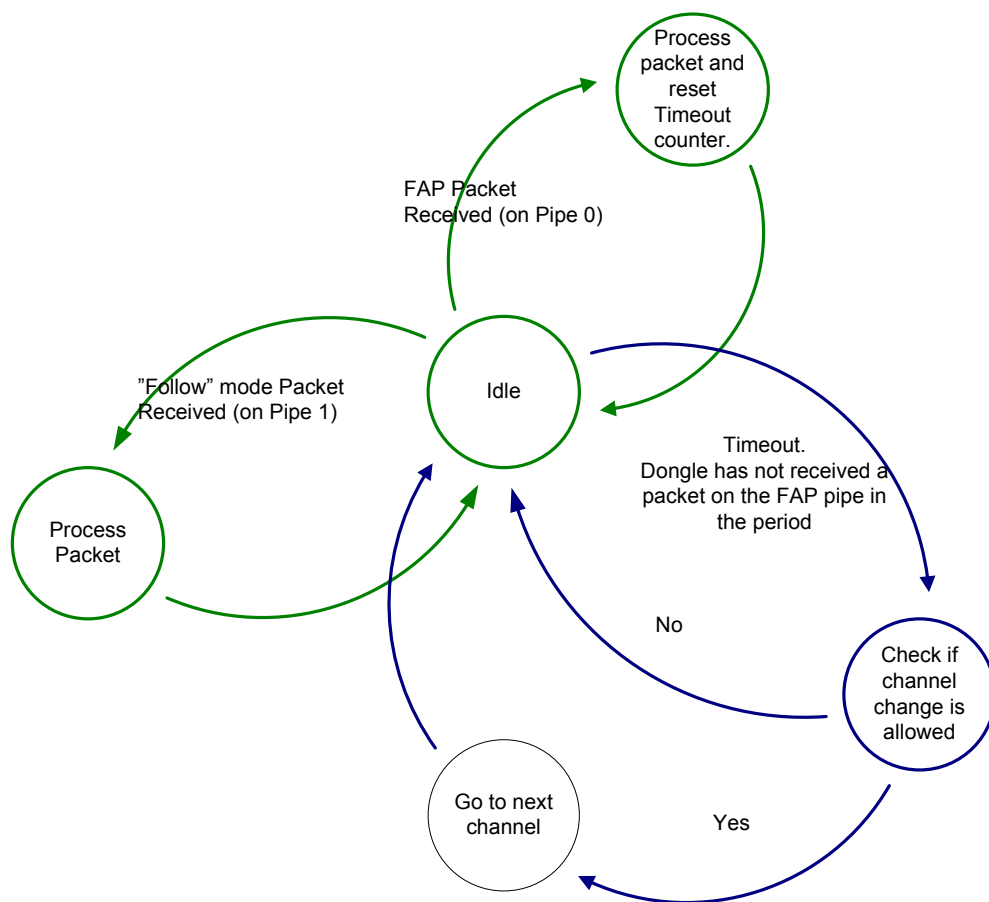 Process
packet and
reset
Timeout
counter.
FAP Packet
Received (on Pipe 0)
”Follow” mode Packet
Received (on Pipe 1)
Idle
Timeout.
Dongle has not received a
packet on the FAP pipe in
the period
Process
Packet
No
Check if
channel
change is
allowed
Go to next
channel
Yes